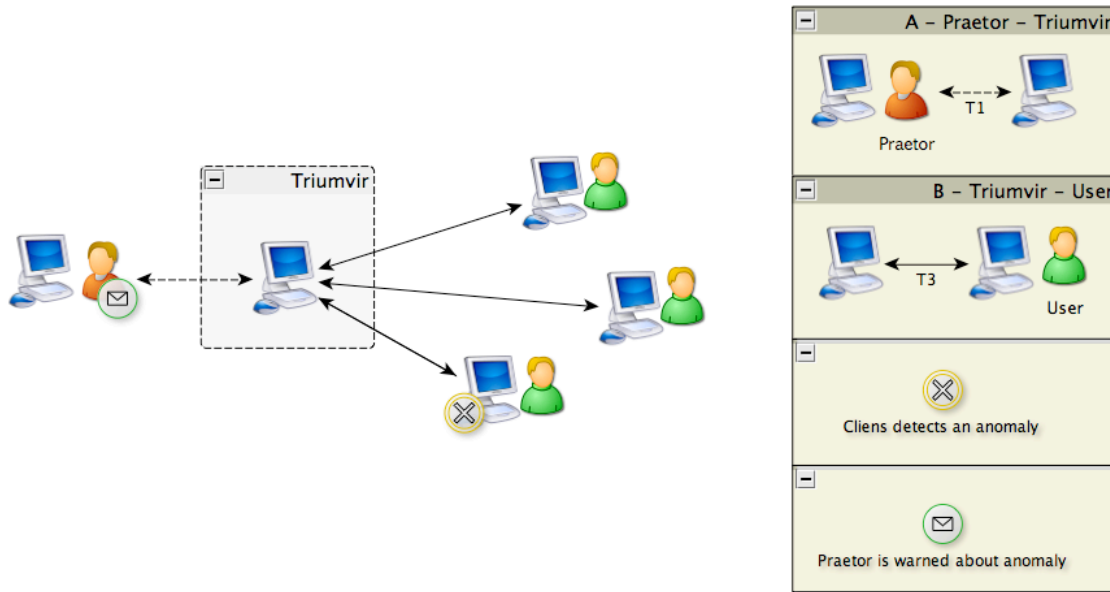 Triumvir
A – Praetor – Triumvir
T1
Praetor
B – Triumvir – User
T3
User
Cliens detects an anomaly
Praetor is warned about anomaly